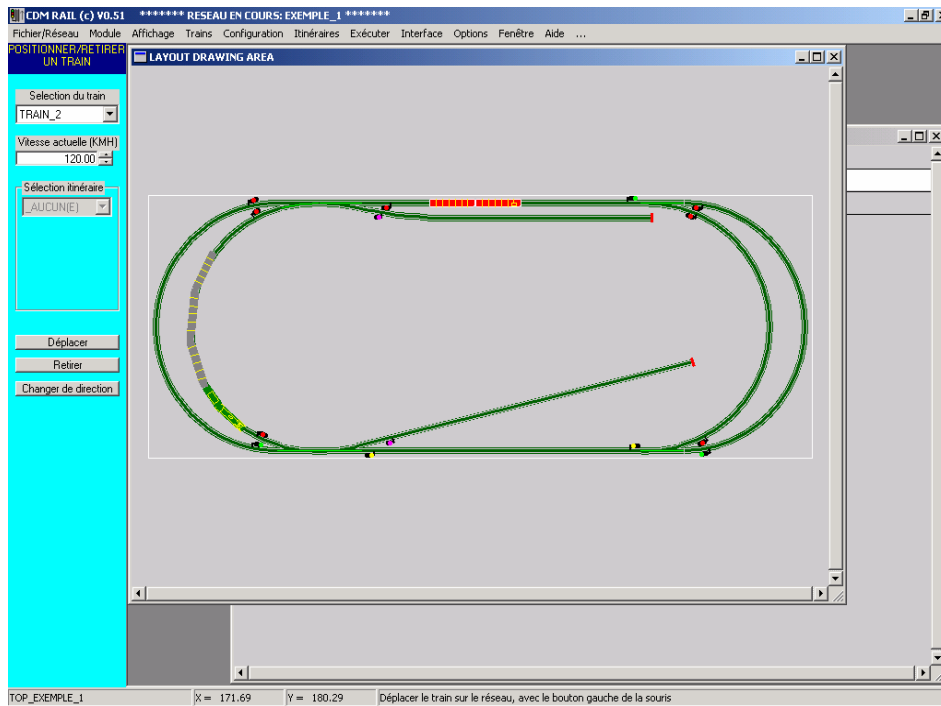 CDM RAIL (c) V0.51 ******* RESEAU EN COURS: EXEMPLE_1 *******
Fichier/Réseau Module Affichage Trains Configuration Itinéraires Exécuter Interface Options Fenêtre Aide ...
POSITIONNER/RETIRER
UN TRAIN
LAYOUT DRAWING AREA
Selection du train
TRAIN_2
Vitesse actuelle (KMH)
120.00
Sélection itinéraire
_AUCUN(E)
Déplacer
Retirer
Changer de direction
TOP_EXEMPLE_1 X = 171.69 Y = 180.29 Déplacer le train sur le réseau, avec le bouton gauche de la souris